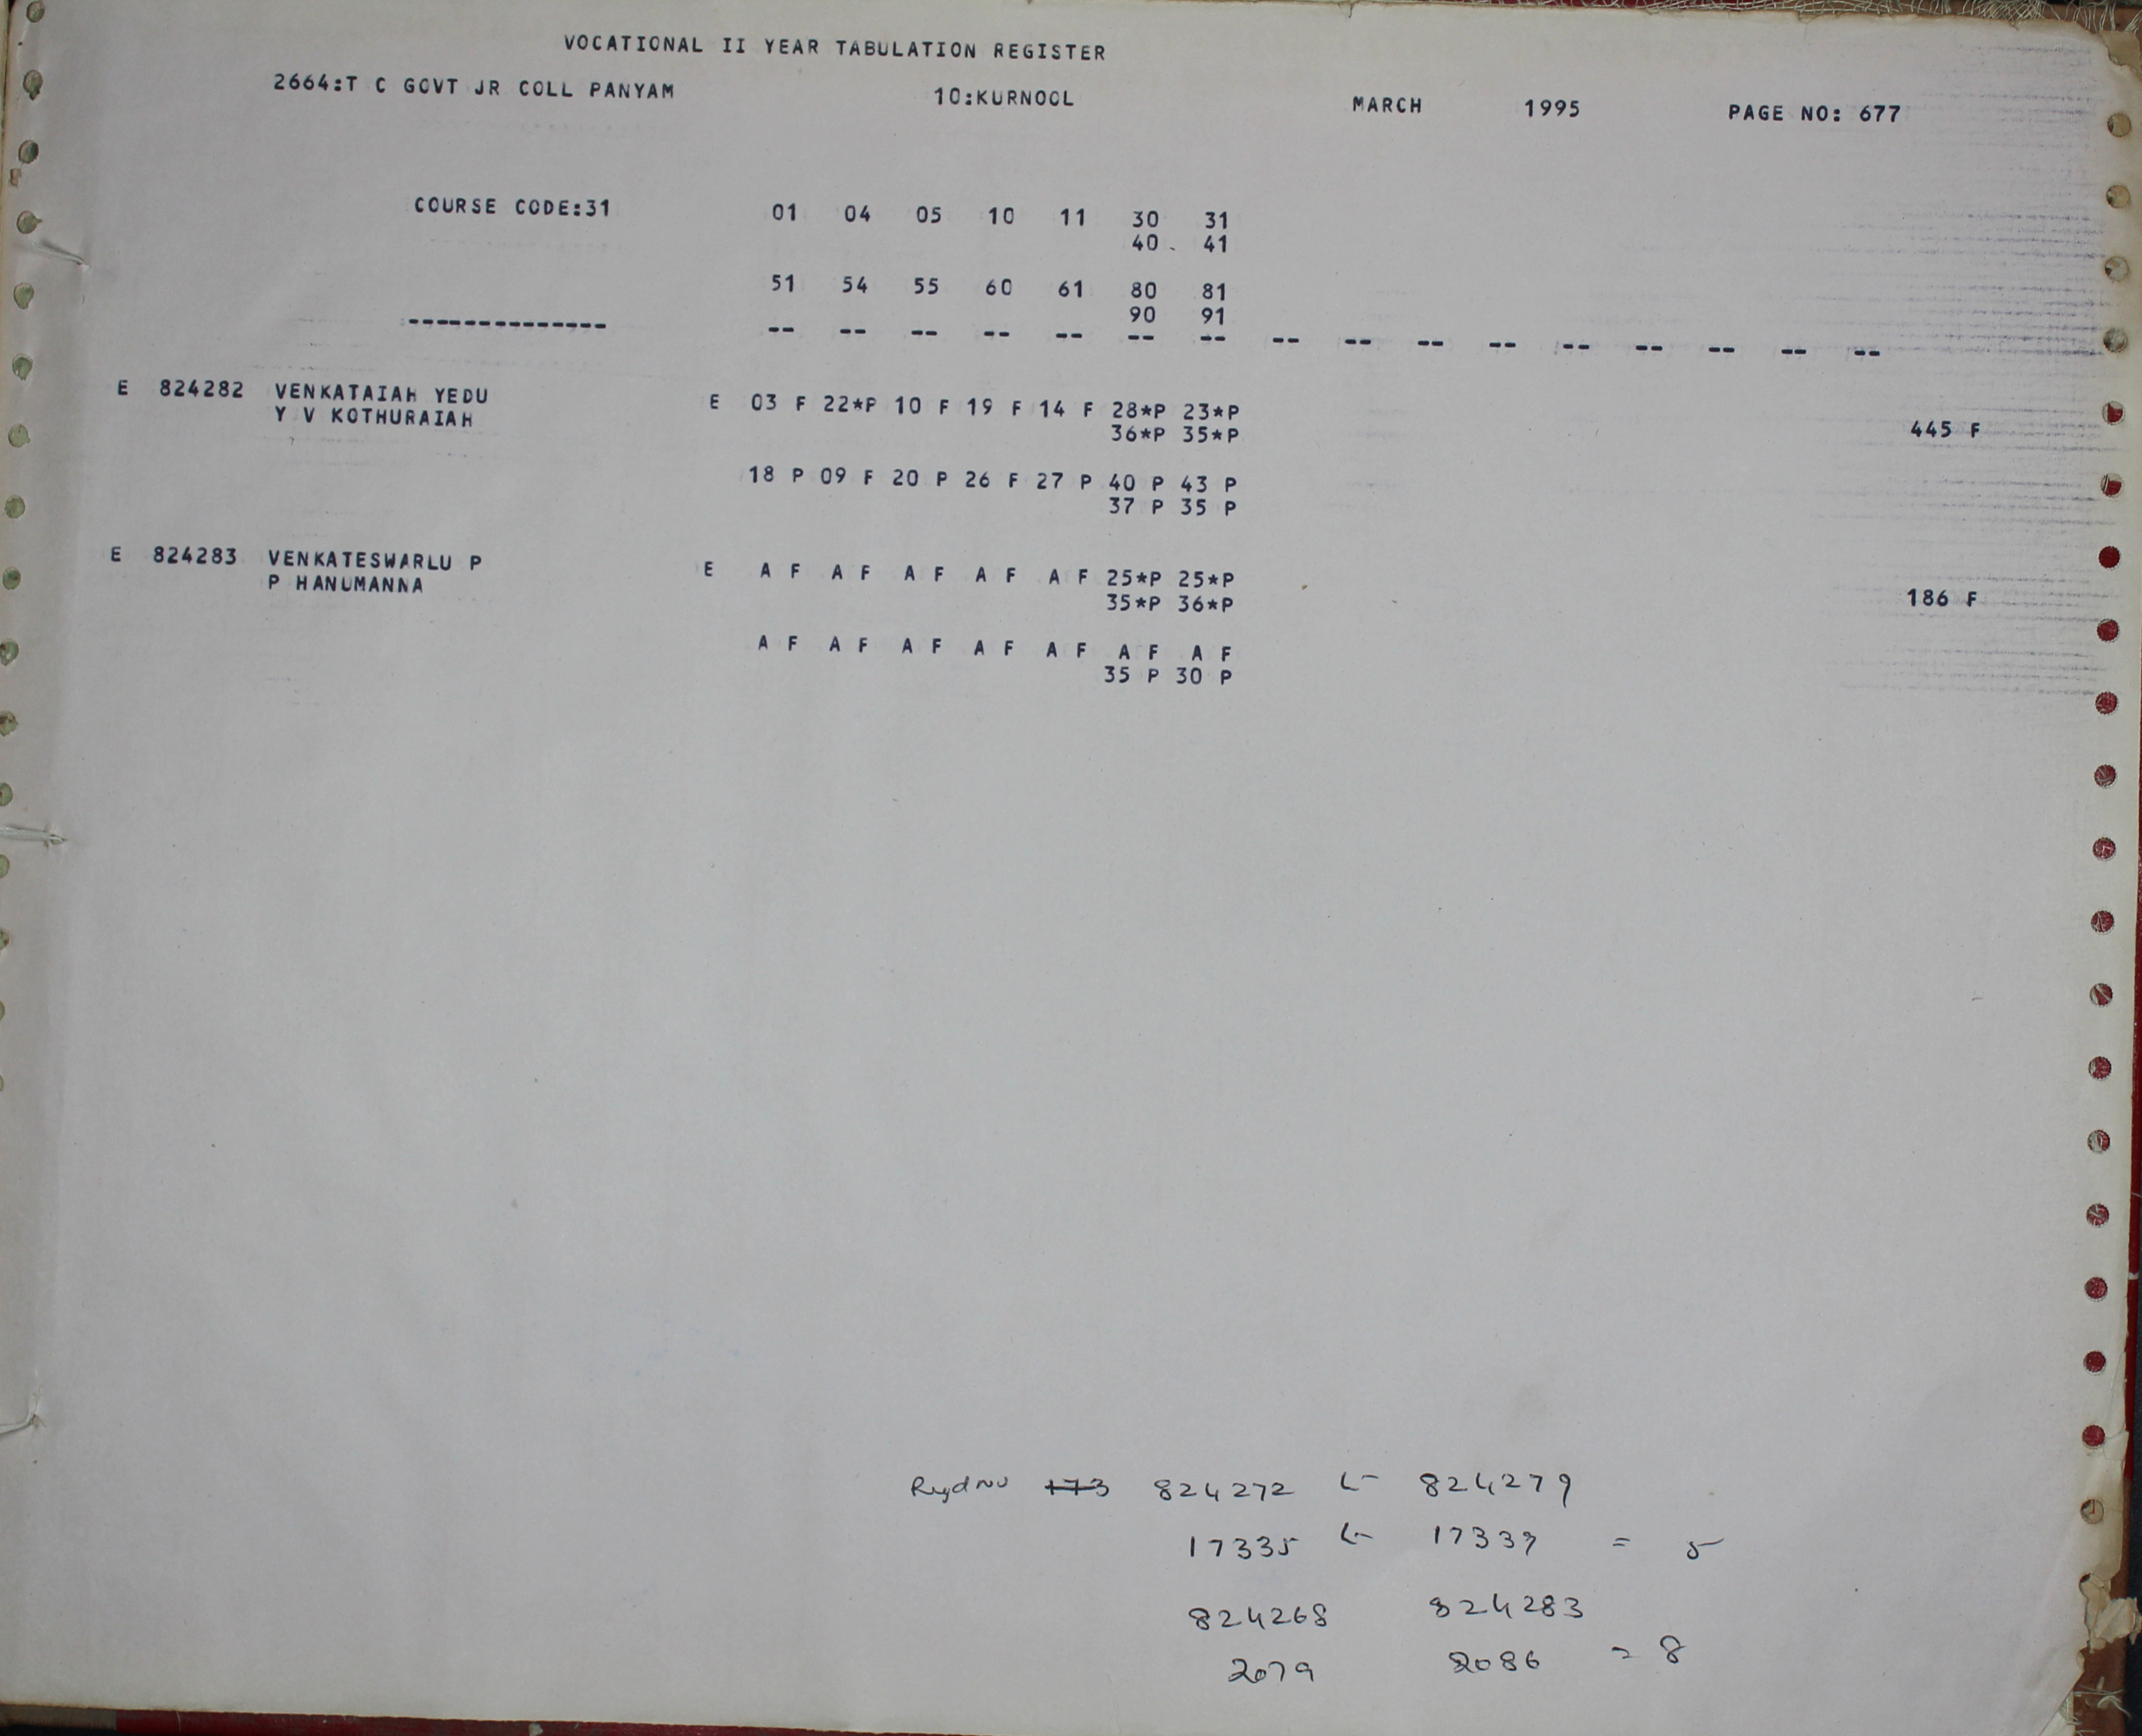 VOCATIONAL II YEAR TABULATION REGISTER
2664:T C GOVT JR COLL PANYAM 10:KURNOOL MARCH 1995 PAGE NO: 677
COURSE CODE:31 01 04 05 10 11 30 31
40 41
51 54 55 60 61 80 81
90 91
-------------- -- -- -- -- -- -- -- -- -- -- -- -- -- -- -- --
E 824282 VENKATAIAH YEDU E 03 F 22*P 10 F 19 F 14 F 28*P 23*P
Y V KOTHURAIAH 36*P 35*P 445 F
18 P 09 F 20 P 26 F 27 P 40 P 43 P
37 P 35 P
E 824283 VENKATESWARLU P E A F A F A F A F A F 25*P 25*P
P HANUMANNA 35*P 36*P 186 F
A F A F A F A F A F A F A F
35 P 30 P
Regd No 824272 824279
17335 17339 = 5
824268 824283
2079 2086 = 8